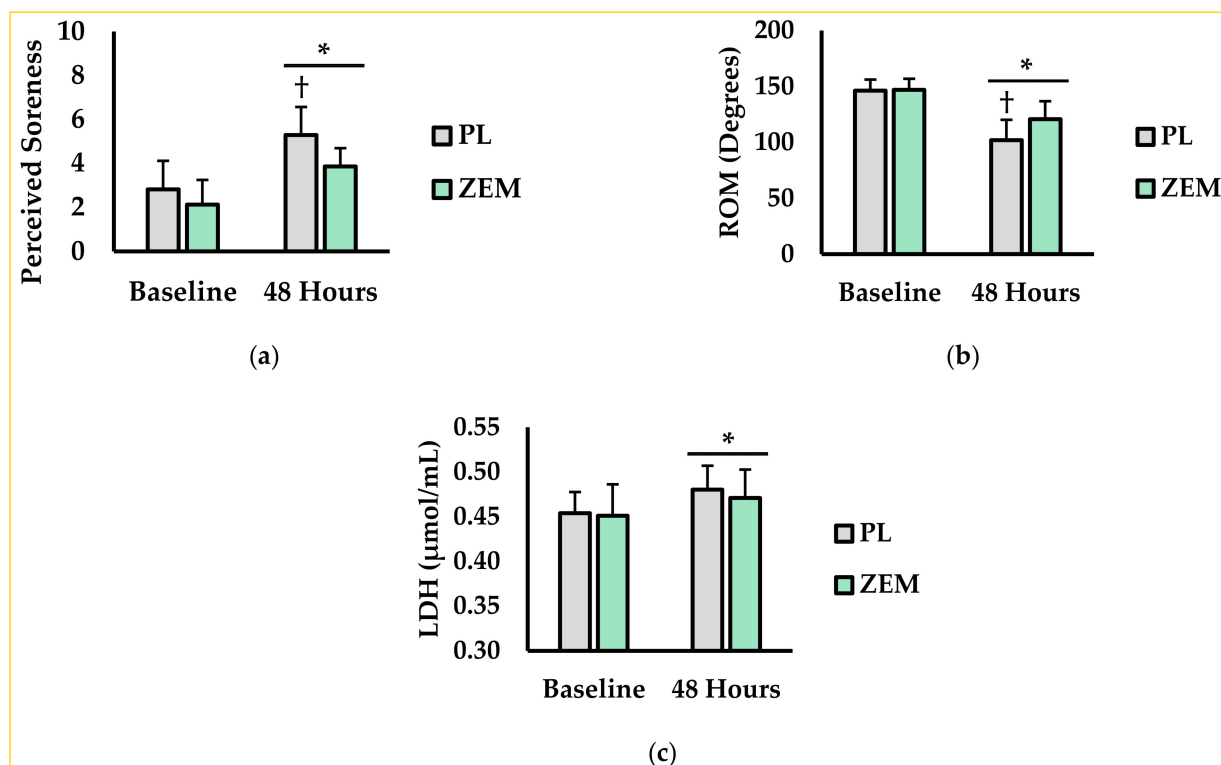 Perceived Soreness
10
8
6
4
2
0
*
†
Baseline 48 Hours
PL
ZEM
(a)
ROM (Degrees)
200
150
100
50
0
*
†
Baseline 48 Hours
PL
ZEM
(b)
LDH (µmol/mL)
0.55
0.50
0.45
0.40
0.35
0.30
*
Baseline 48 Hours
PL
ZEM
(c)